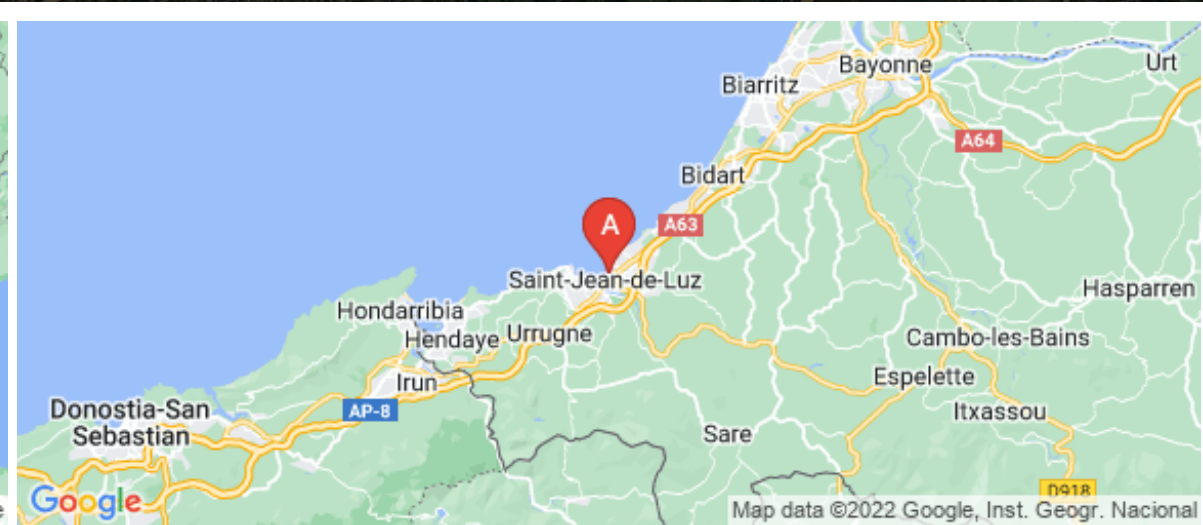 Bayonne
Urt
Biarritz
A64
Bidart
A63
A
Saint-Jean-de-Luz
Hasparren
Hondarribia
Hendaye
Urrugne
Cambo-les-Bains
Irun
Espelette
AP-8
Itxassou
Donostia-San
Sebastian
Sare
D918
Google
Map data ©2022 Google, Inst. Geogr. Nacional